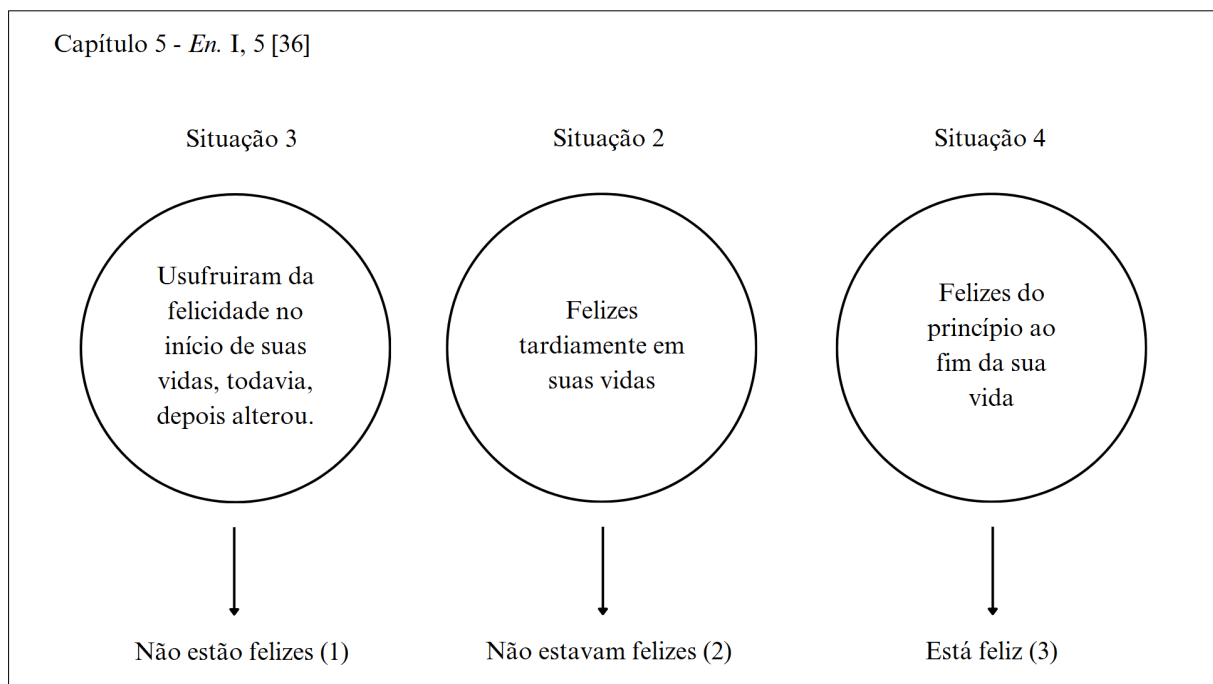 Capítulo 5 - En. I, 5 [36]
Situação 3
Situação 2
Situação 4
Usufruiram da
felicidade no
início de suas
vidas, todavia,
depois alterou.
Felizes
tardiamente em
suas vidas
Felizes do
princípio ao
fim da sua
vida
Não estão felizes (1)
Não estavam felizes (2)
Está feliz (3)